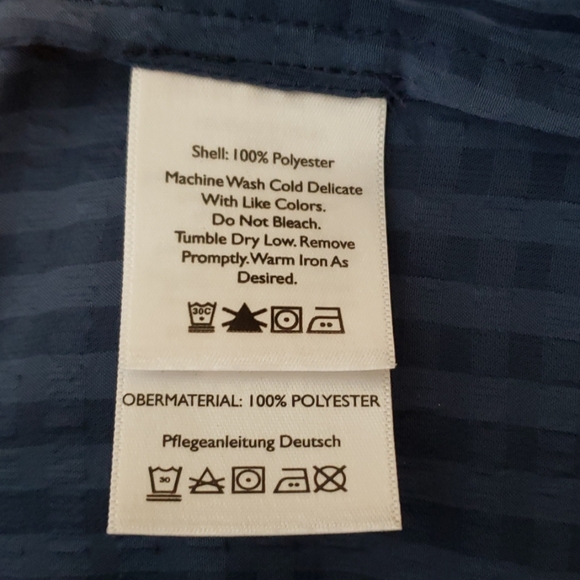 Shell: 100% Polyester
Machine Wash Cold Delicate
With Like Colors.
Do Not Bleach.
Tumble Dry Low. Remove
Promptly. Warm Iron As
Desired.
30C
OBERMATERIAL: 100% POLYESTER
Pflegeanleitung Deutsch
30